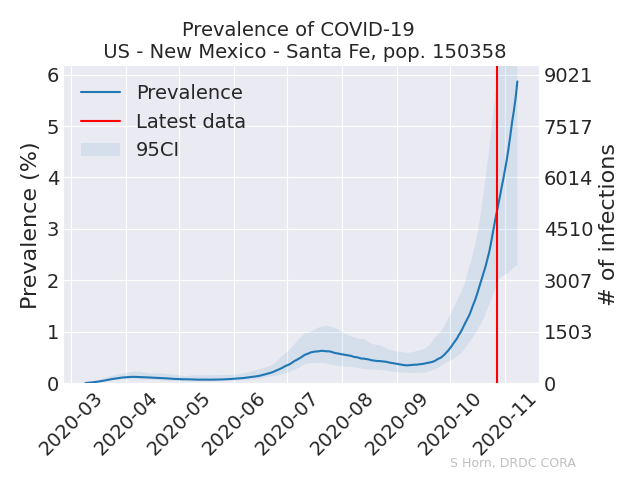 Prevalence of COVID-19
US - New Mexico - Santa Fe, pop. 150358
Prevalence
Latest data
95CI
Prevalence (%)
6
5
4
3
2
1
0
9021
7517
6014
4510
3007
1503
0
# of infections
2020-03
2020-04
2020-05
2020-06
2020-07
2020-08
2020-09
2020-10
2020-11
S Horn, DRDC CORA